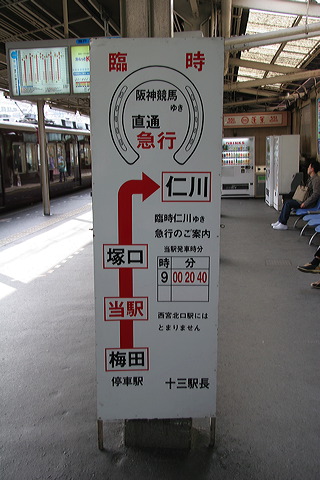 臨時
阪神競馬
ゆき
直通
急行
仁川
臨時仁川ゆき
急行のご案内
当駅発車時分
時 分
9 00 20 40
塚口
当駅
西宮北口駅には
とまりません
梅田
停車駅
十三駅長